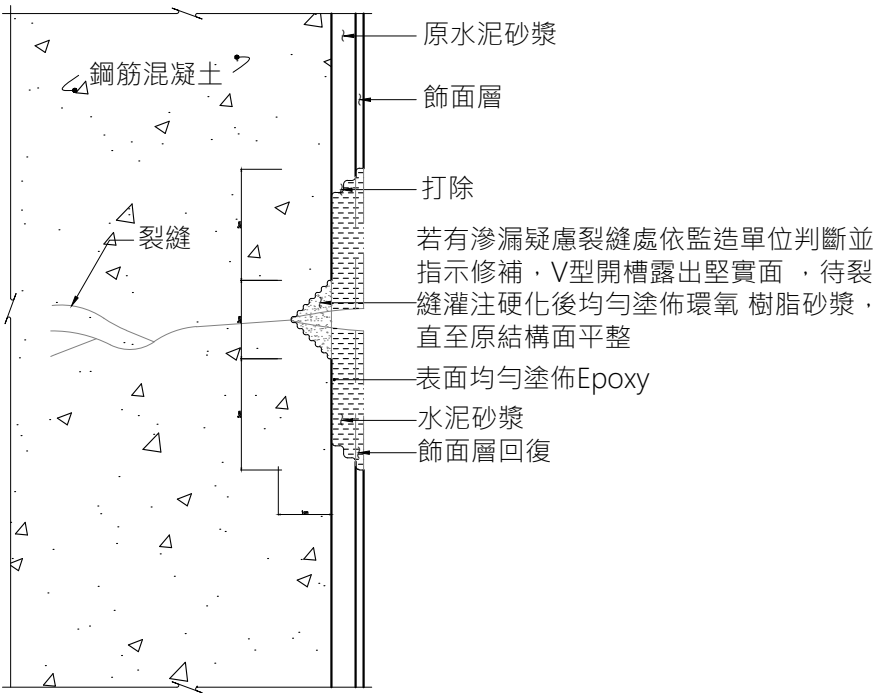 原水泥砂漿
鋼筋混凝土
飾面層
打除
裂縫
若有滲漏疑慮裂縫處依監造單位判斷並
指示修補，V型開槽露出堅實面 ，待裂
縫灌注硬化後均勻塗佈環氧 樹脂砂漿，
直至原結構面平整
表面均勻塗佈Epoxy
水泥砂漿
飾面層回復